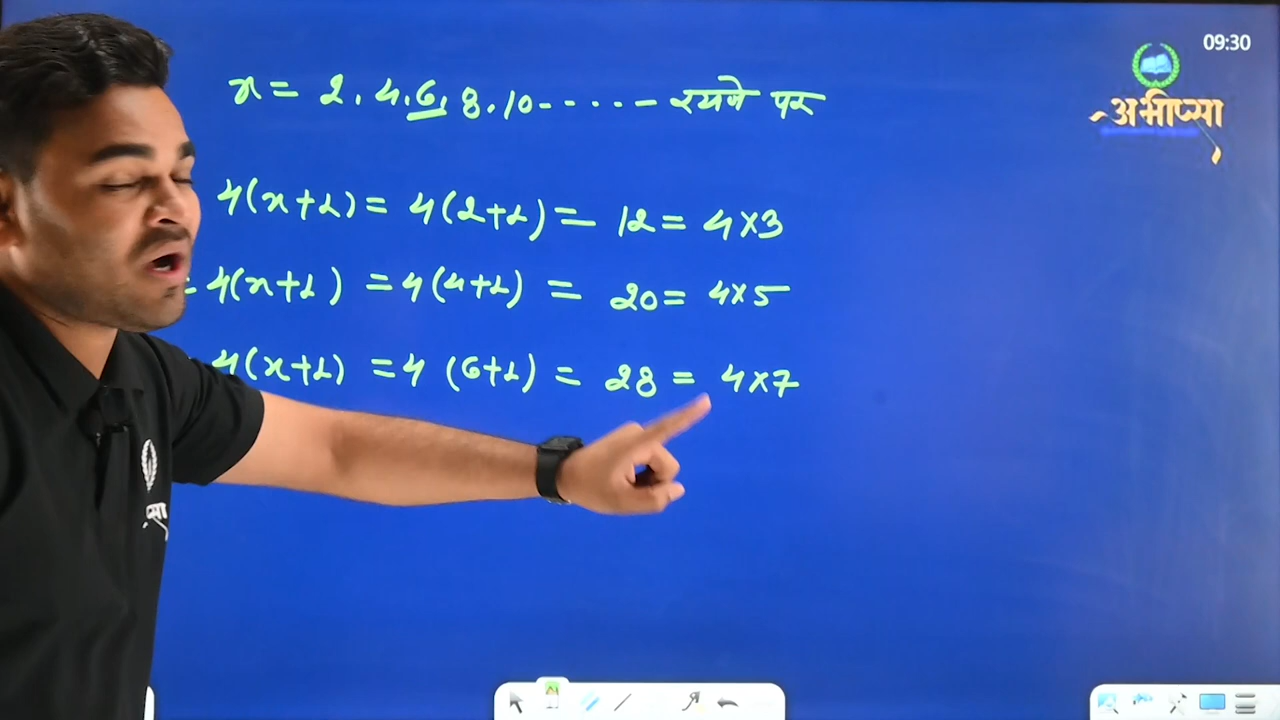 09:30
अभीप्सा
x = 2, 4, 6, 8, 10 ------ रखने पर
4(x+1) = 4(2+1) = 12 = 4×3
= 4(x+1) = 4(4+1) = 20 = 4×5
4(x+1) = 4(6+1) = 28 = 4×7